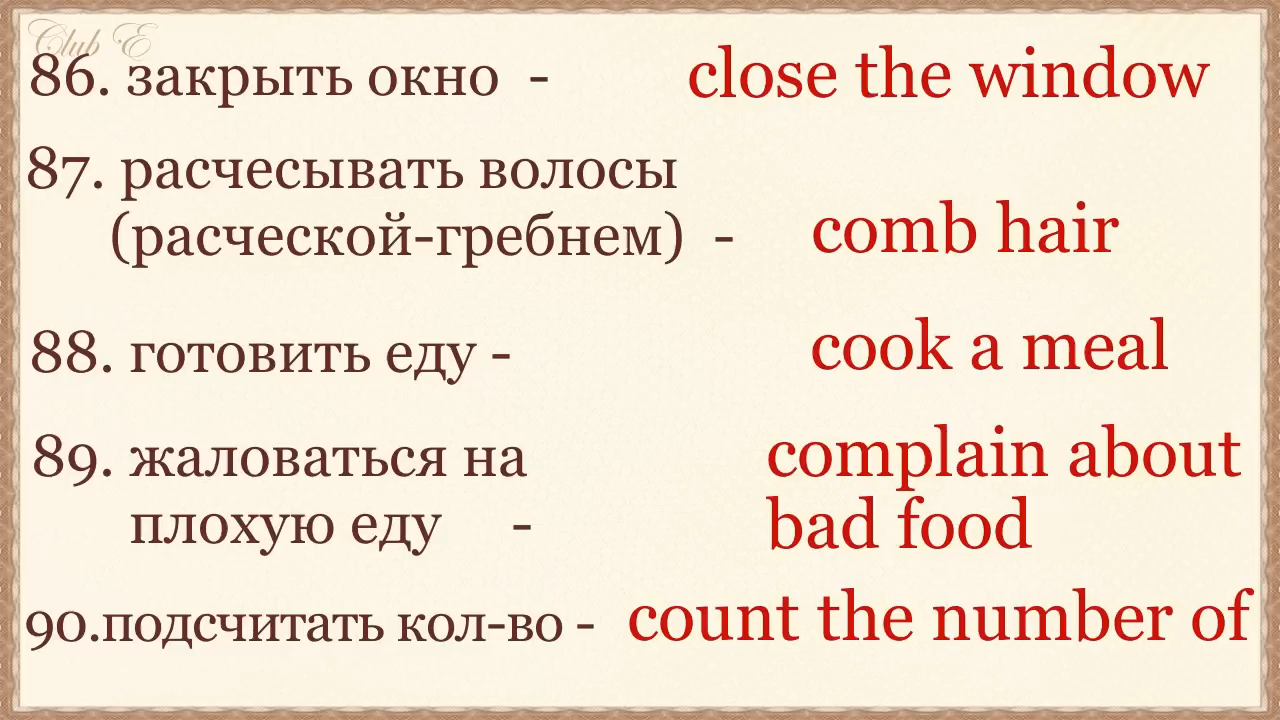 Club E
86. закрыть окно - close the window
87. расчесывать волосы
(расческой-гребнем) - comb hair
88. готовить еду - cook a meal
89. жаловаться на complain about
плохую еду - bad food
90.подсчитать кол-во - count the number of